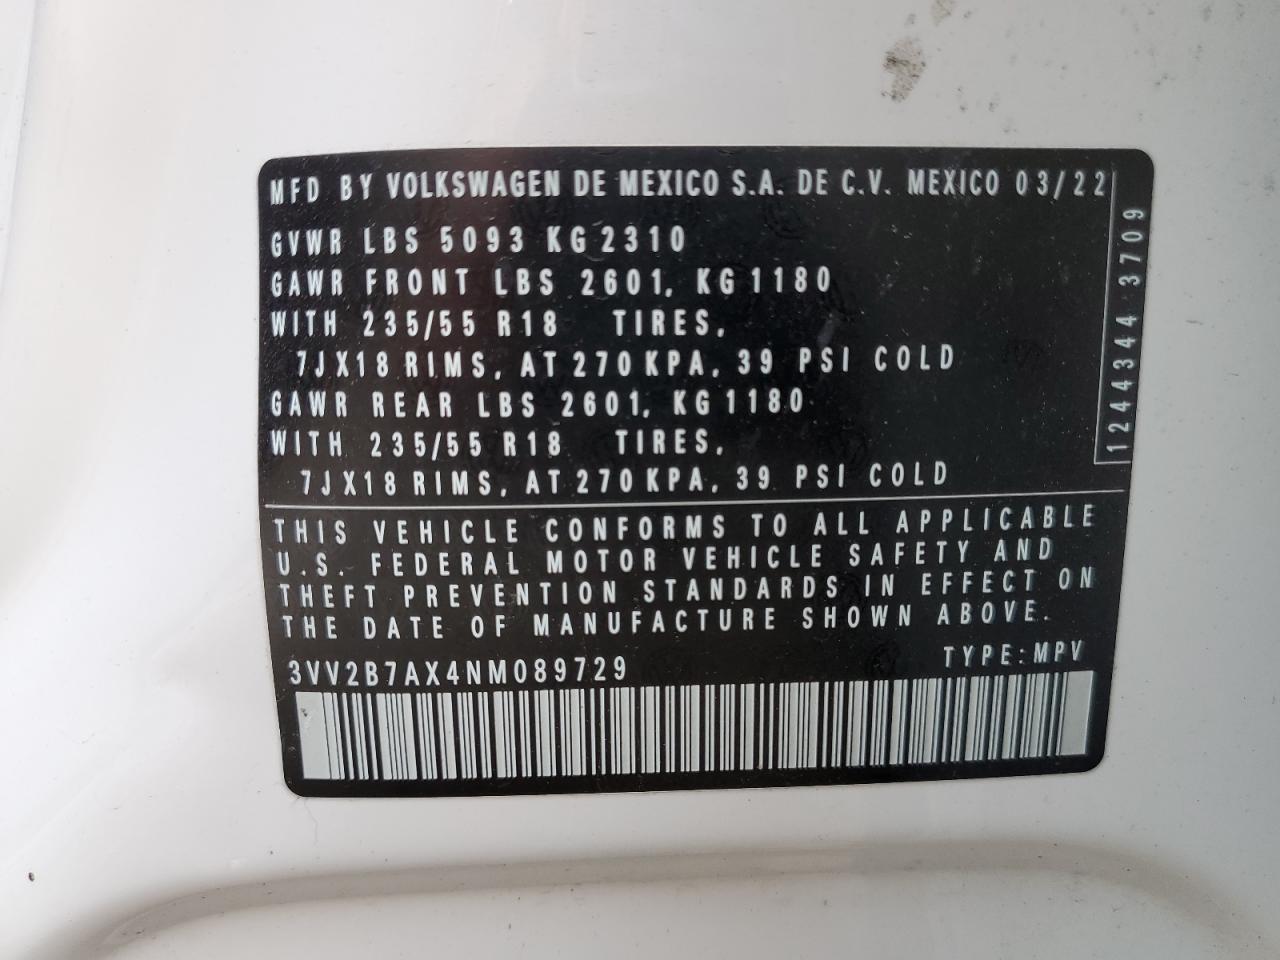 MFD BY VOLKSWAGEN DE MEXICO S.A. DE C.V. MEXICO 03/22
GVWR LBS 5093 KG 2310
GAWR FRONT LBS 2601, KG 1180
WITH 235/55 R18 TIRES,
7JX18 RIMS, AT 270 KPA, 39 PSI COLD
GAWR REAR LBS 2601, KG 1180
WITH 235/55 R18 TIRES,
7JX18 RIMS, AT 270 KPA, 39 PSI COLD
1244344 3709
THIS VEHICLE CONFORMS TO ALL APPLICABLE
U.S. FEDERAL MOTOR VEHICLE SAFETY AND
THEFT PREVENTION STANDARDS IN EFFECT ON
THE DATE OF MANUFACTURE SHOWN ABOVE.
3VV2B7AX4NM089729 TYPE: MPV